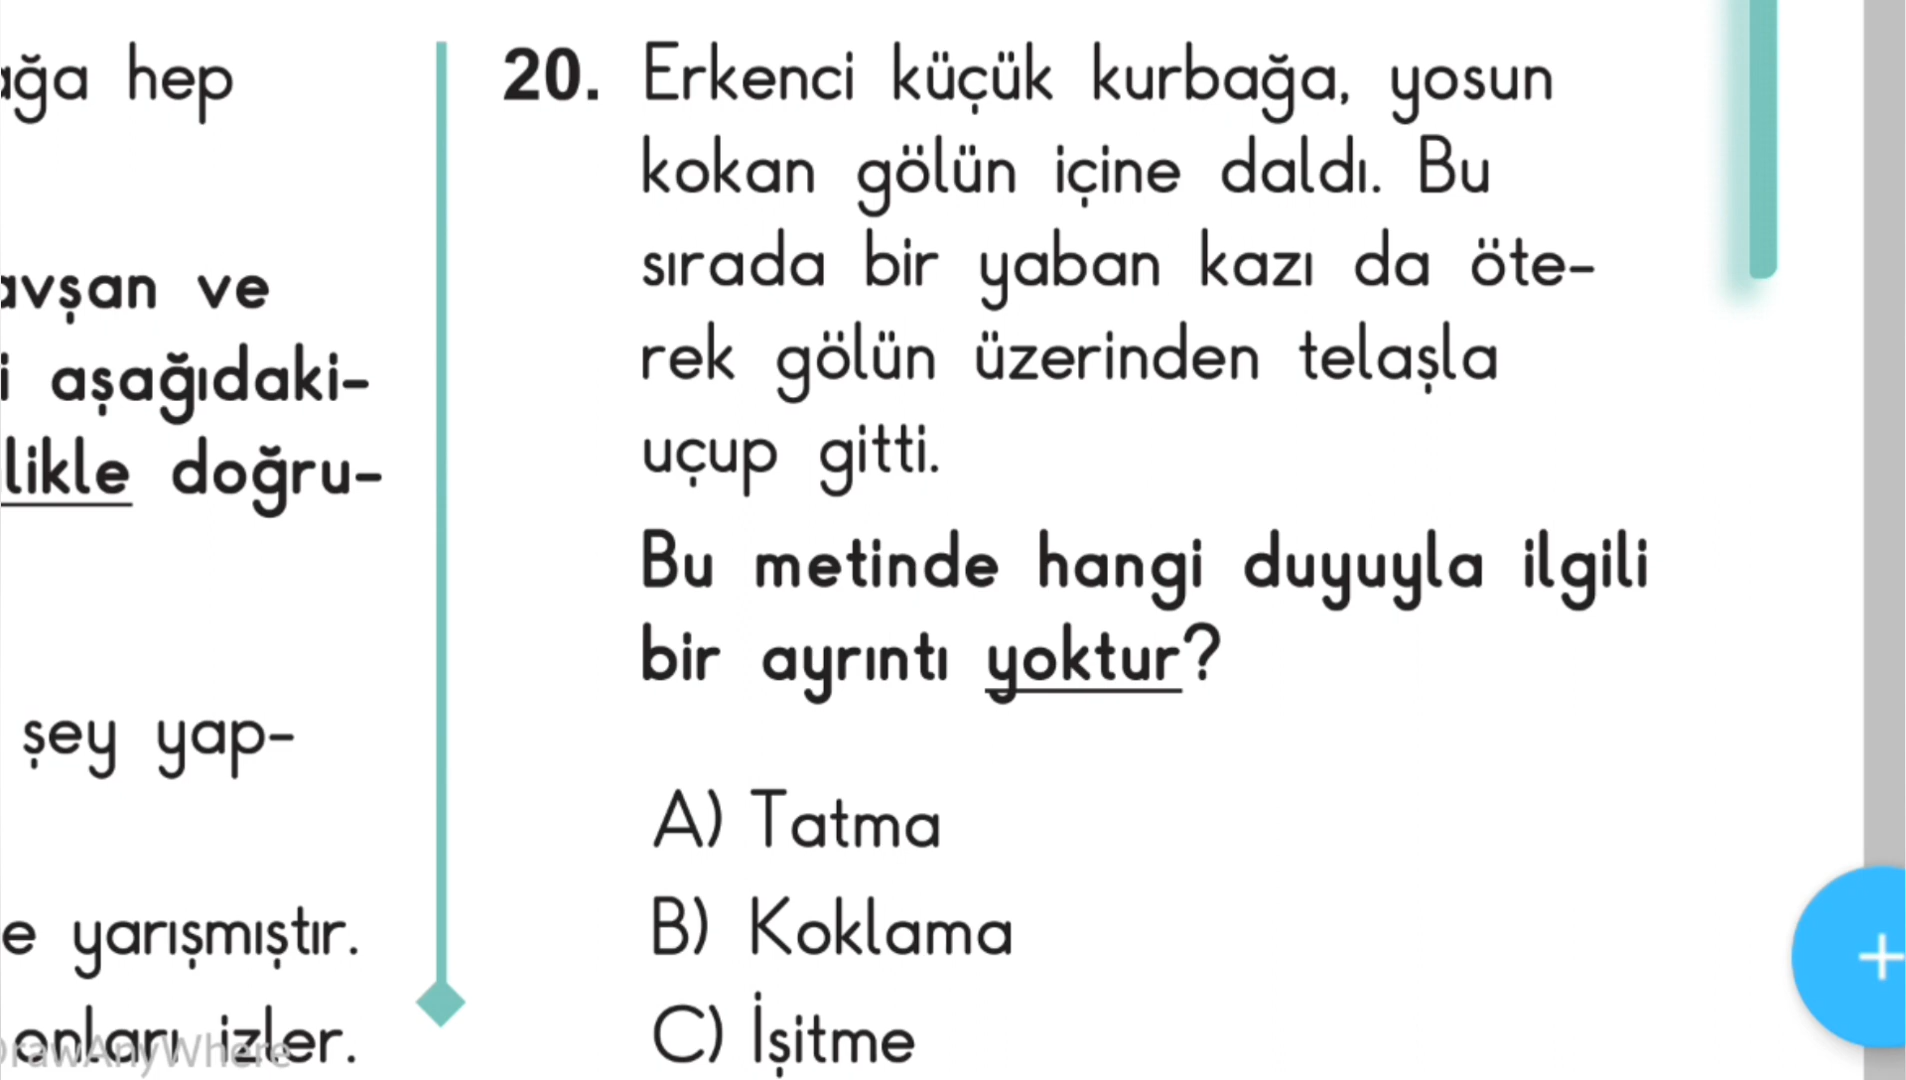 ağa hep
avşan ve
i aşağıdaki-
likle doğru-
şey yap-
e yarışmıştır.
onları izler.
DrawAnyWhere
20. Erkenci küçük kurbağa, yosun
kokan gölün içine daldı. Bu
sırada bir yaban kazı da öte-
rek gölün üzerinden telaşla
uçup gitti.
Bu metinde hangi duyuyla ilgili
bir ayrıntı yoktur?
A) Tatma
B) Koklama
C) İşitme
+